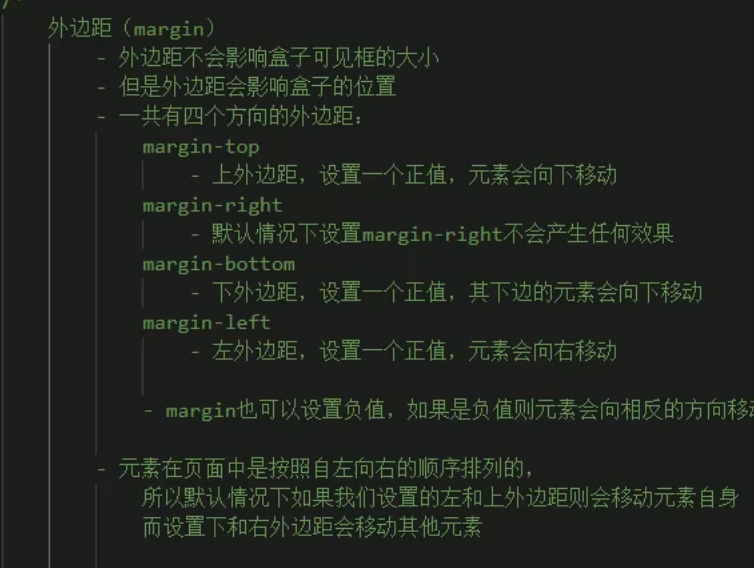 外边距（margin）
- 外边距不会影响盒子可见框的大小
- 但是外边距会影响盒子的位置
- 一共有四个方向的外边距：
margin-top
- 上外边距，设置一个正值，元素会向下移动
margin-right
- 默认情况下设置margin-right不会产生任何效果
margin-bottom
- 下外边距，设置一个正值，其下边的元素会向下移动
margin-left
- 左外边距，设置一个正值，元素会向右移动
- margin也可以设置负值，如果是负值则元素会向相反的方向移
- 元素在页面中是按照自左向右的顺序排列的，
所以默认情况下如果我们设置的左和上外边距则会移动元素自身
而设置下和右外边距会移动其他元素